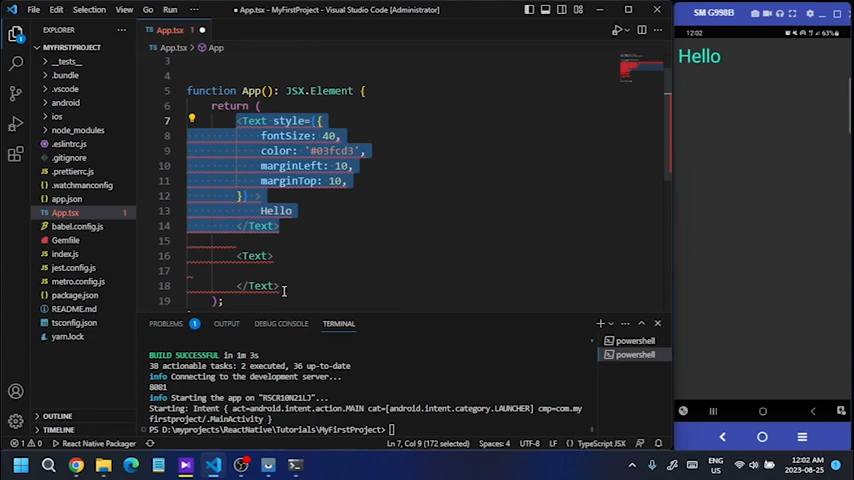 File Edit Selection View Go Run ··· ● App.tsx - MyFirstProject - Visual Studio Code [Administrator]
SM G998B
EXPLORER
App.tsx 1
MYFIRSTPROJECT
App.tsx > App
12:02
63%
__tests__
.bundle
.vscode
android
ios
node_modules
.eslintrc.js
.gitignore
.prettierrc.js
.watchmanconfig
app.json
App.tsx 1
babel.config.js
Gemfile
index.js
jest.config.js
metro.config.js
package.json
README.md
tsconfig.json
yarn.lock
OUTLINE
TIMELINE
3
4
5 function App(): JSX.Element {
6 return (
7 <Text style={{
8 fontSize: 40,
9 color: '#03fcd3',
10 marginLeft: 10,
11 marginTop: 10,
12 }} >
13 Hello
14 </Text>
15
16 <Text>
17
18 </Text>
19 );
Hello
PROBLEMS 1 OUTPUT DEBUG CONSOLE TERMINAL
powershell
powershell
BUILD SUCCESSFUL in 1m 3s
38 actionable tasks: 2 executed, 36 up-to-date
info Connecting to the development server...
8081
info Starting the app on "R5CR10N21LJ"...
Starting: Intent { act=android.intent.action.MAIN cat=[android.intent.category.LAUNCHER] cmp=com.my
firstproject/.MainActivity }
PS D:\myprojects\ReactNative\Tutorials\MyFirstProject>
0 1 0 React Native Packager Ln 7, Col 9 (172 selected) Spaces: 4 UTF-8 LF TypeScript JSX
ENG
US
12:02 AM
2023-08-25